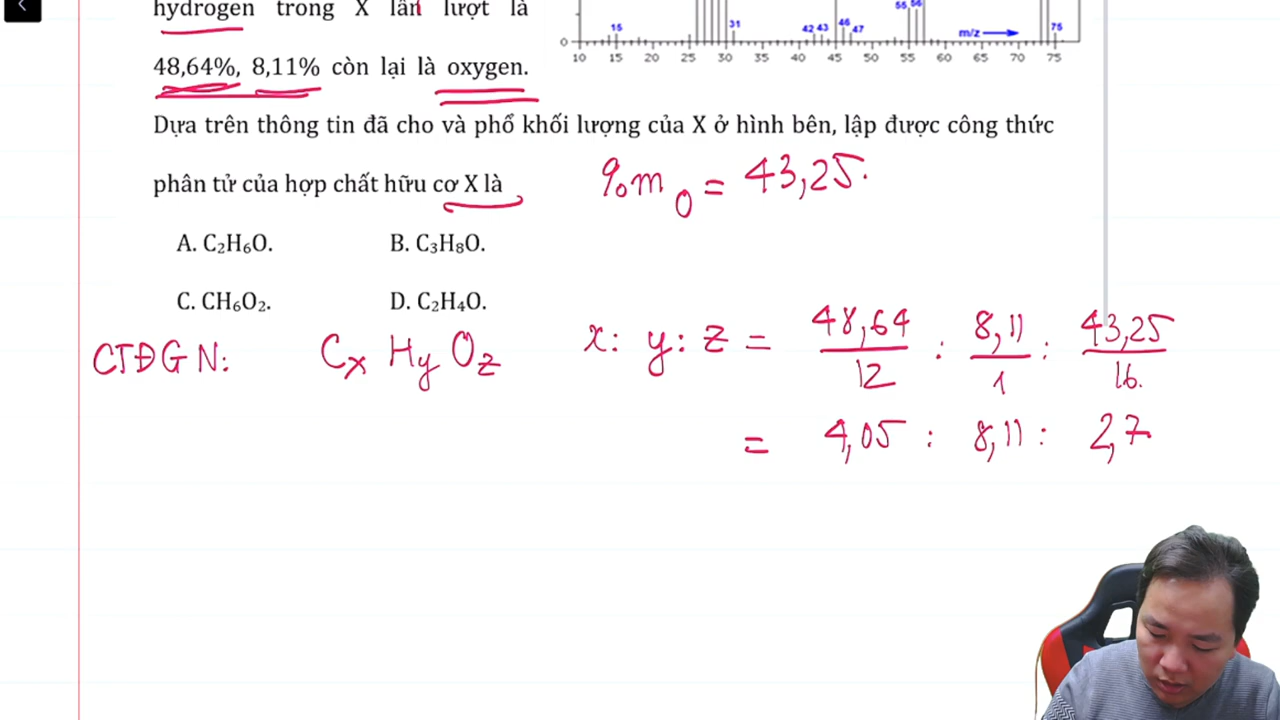 hydrogen trong X lần lượt là
48,64%, 8,11% còn lại là oxygen.
15 31 42 43 46 47 55 56 75
m/z
0
10 15 20 25 30 35 40 45 50 55 60 65 70 75
Dựa trên thông tin đã cho và phổ khối lượng của X ở hình bên, lập được công thức
phân tử của hợp chất hữu cơ X là
%m O = 43,25.
A. C₂H₆O. B. C₃H₈O.
C. CH₆O₂. D. C₂H₄O.
CTĐGN: Cx Hy Oz x: y: z = 48,64/12 : 8,11/1 : 43,25/16.
= 4,05 : 8,11 : 2,7